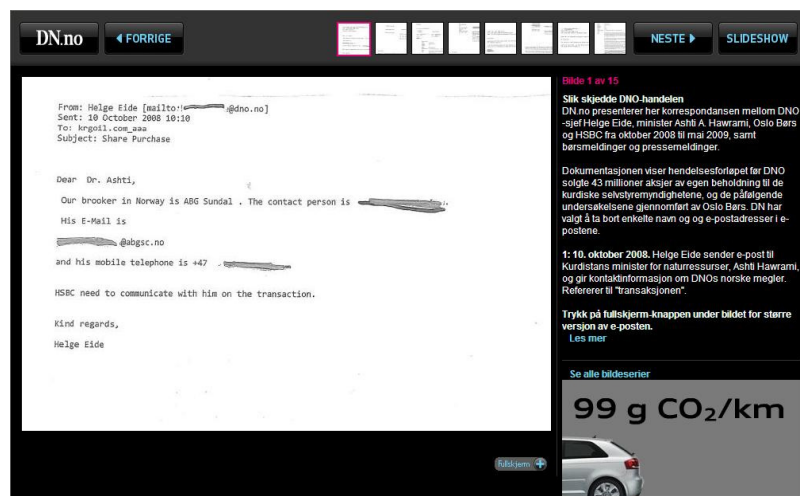 DN.no
FORRIGE
NESTE
SLIDESHOW
From: Helge Eide [mailto: @dno.no]
Sent: 10 October 2008 10:10
To: krgoil.com_aaa
Subject: Share Purchase
Dear Dr. Ashti,
Our brooker in Norway is ABG Sundal . The contact person is
His E-Mail is
@abgsc.no
and his mobile telephone is +47
HSBC need to communicate with him on the transaction.
Kind regards,
Helge Eide
Fullskjerm
Bilde 1 av 15
Slik skjedde DNO-handelen
DN.no presenterer her korrespondansen mellom DNO
-sjef Helge Eide, minister Ashti A. Hawrami, Oslo Børs
og HSBC fra oktober 2008 til mai 2009, samt
børsmeldinger og pressemeldinger.
Dokumentasjonen viser hendelsesforløpet før DNO
solgte 43 millioner aksjer av egen beholdning til de
kurdiske selvstyremyndighetene, og de påfølgende
undersøkelsene gjennomført av Oslo Børs. DN har
valgt å ta bort enkelte navn og og e-postadresser i e-
postene.
1: 10. oktober 2008. Helge Eide sender e-post til
Kurdistans minister for naturressurser, Ashti Hawrami,
og gir kontaktinformasjon om DNOs norske megler.
Refererer til "transaksjonen".
Trykk på fullskjerm-knappen under bildet for større
versjon av e-posten.
Les mer
Se alle bildeserier
99 g CO₂/km